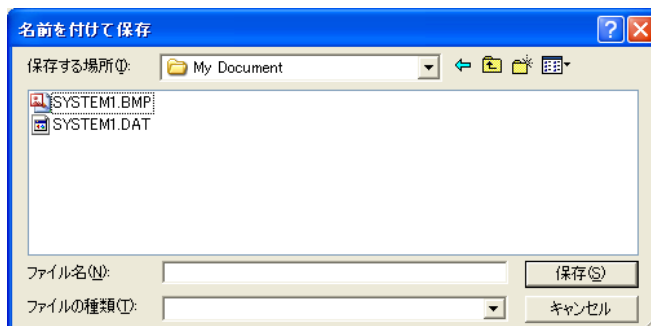 名前を付けて保存
保存する場所(I): My Document
SYSTEM1.BMP
SYSTEM1.DAT
ファイル名(N): 保存(S)
ファイルの種類(T): キャンセル